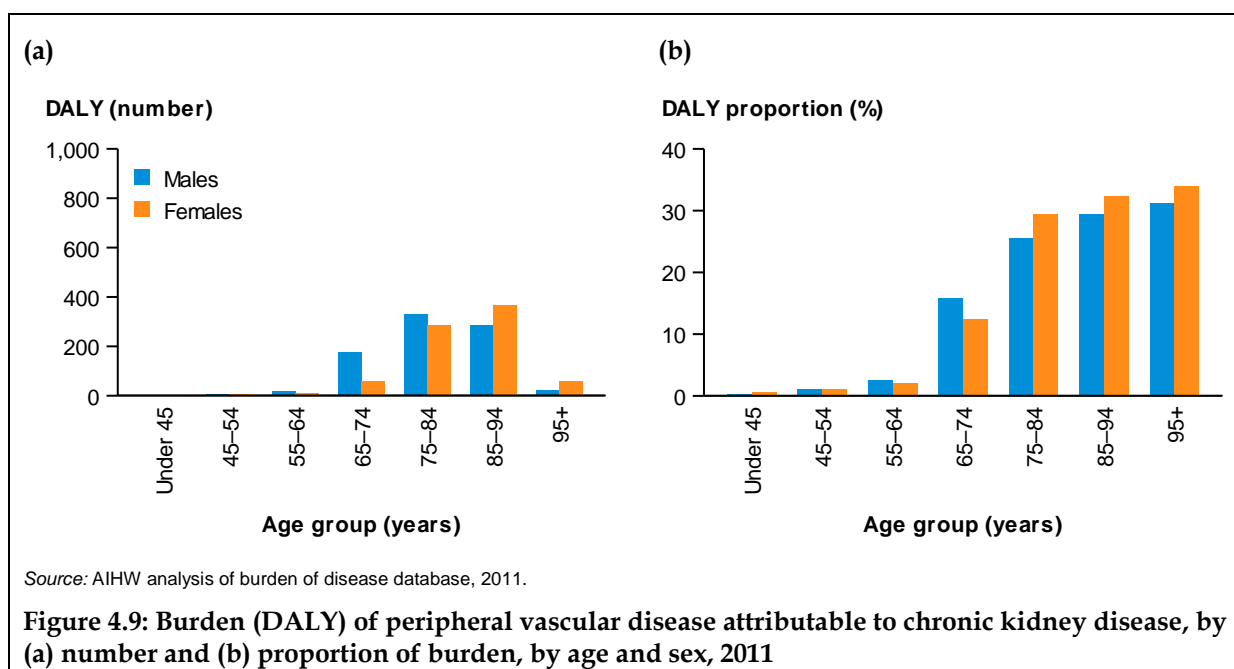 (a)
DALY (number)
1,000
800
600
400
200
0
Males
Females
Under 45
45–54
55–64
65–74
75–84
85–94
95+
Age group (years)
(b)
DALY proportion (%)
40
30
20
10
0
Under 45
45–54
55–64
65–74
75–84
85–94
95+
Age group (years)
Source: AIHW analysis of burden of disease database, 2011.
Figure 4.9: Burden (DALY) of peripheral vascular disease attributable to chronic kidney disease, by
(a) number and (b) proportion of burden, by age and sex, 2011